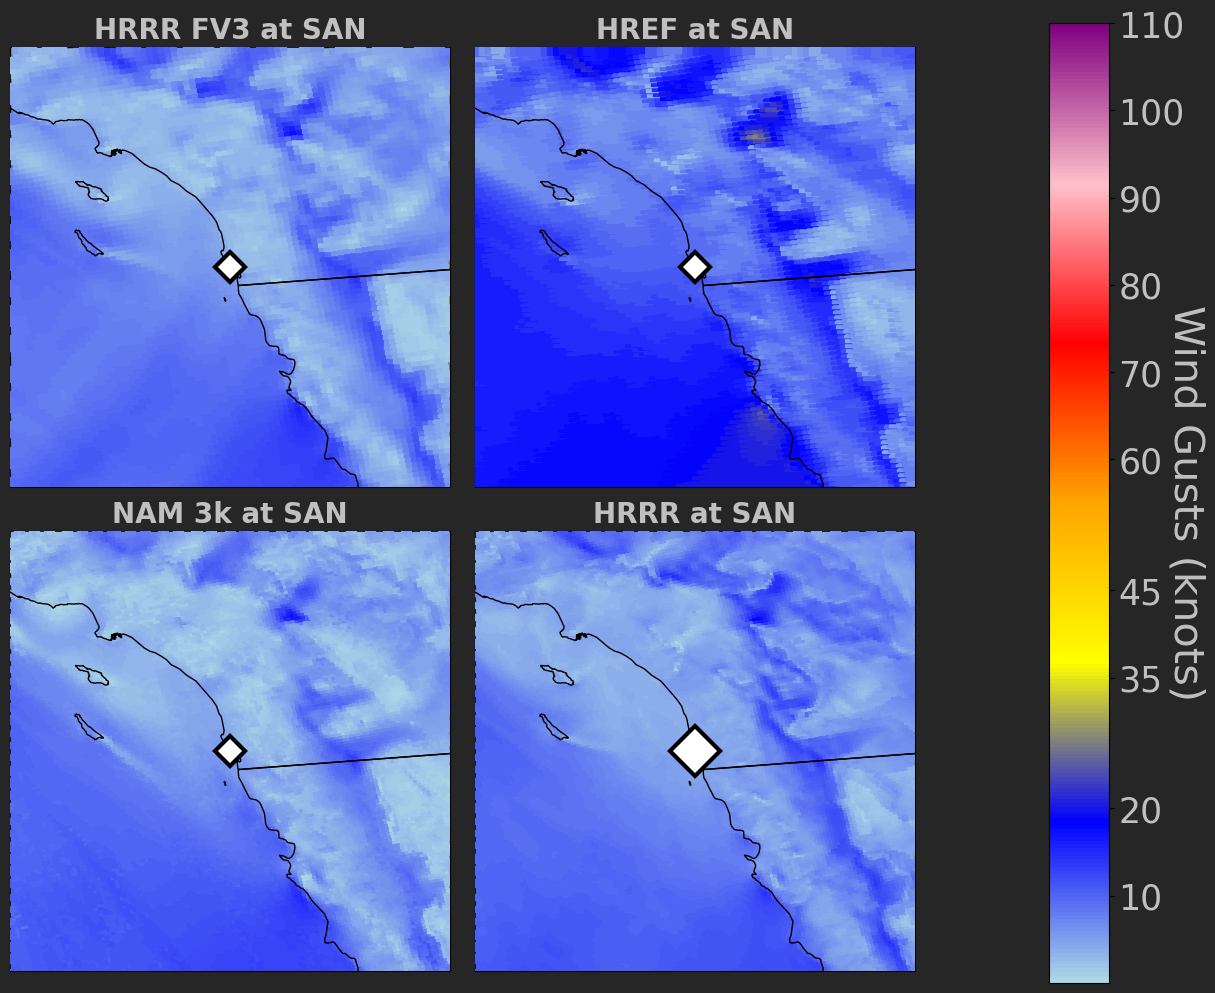 HRRR FV3 at SAN
HREF at SAN
NAM 3k at SAN
HRRR at SAN
110
100
90
80
70
60
45
35
20
10
Wind Gusts (knots)